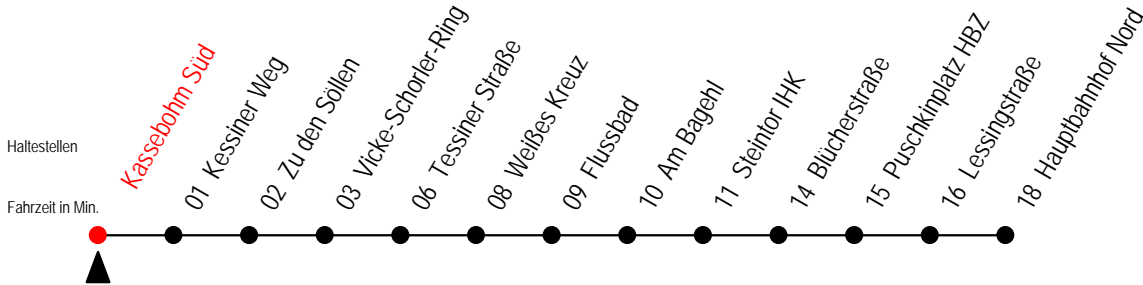 Haltestellen
Fahrzeit in Min.
Kassebohm Süd
01 Kessiner Weg
02 Zu den Söllen
03 Vicke-Schorler-Ring
06 Tessiner Straße
08 Weißes Kreuz
09 Flussbad
10 Am Bagehl
11 Steintor IHK
14 Blücherstraße
15 Puschkinplatz HBZ
16 Lessingstraße
18 Hauptbahnhof Nord